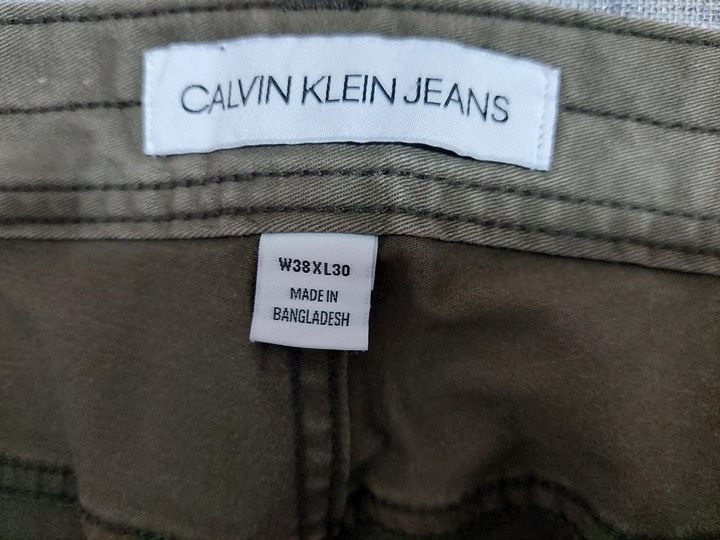 CALVIN KLEIN JEANS
W38XL30
MADE IN
BANGLADESH